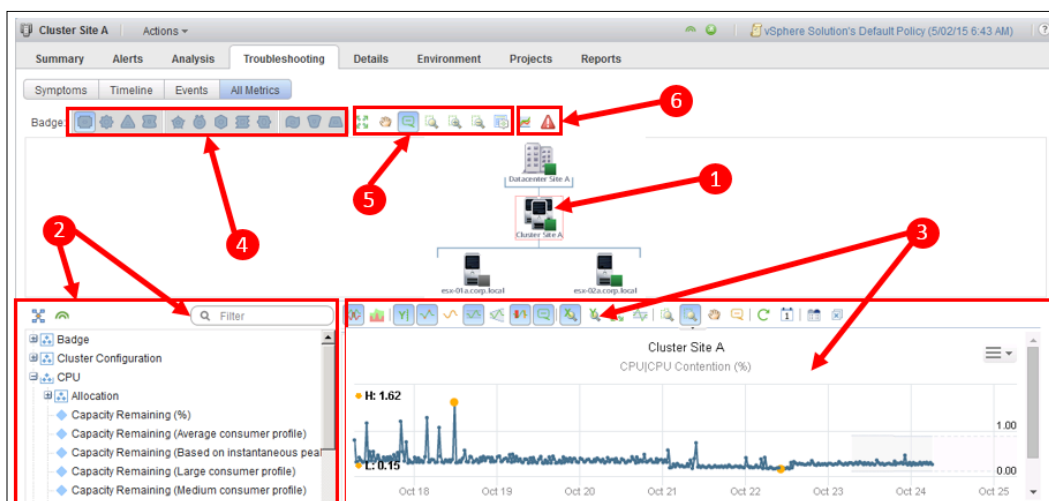 Cluster Site A Actions vSphere Solution's Default Policy (5/02/15 6:43 AM) ?
Summary Alerts Analysis Troubleshooting Details Environment Projects Reports
Symptoms Timeline Events All Metrics
Badge:
6
5
4
1
2
3
Datacenter Site A
Cluster Site A
esx-01a.corp.local esx-02a.corp.local
Filter
Badge
Cluster Configuration
CPU
Allocation
Capacity Remaining (%)
Capacity Remaining (Average consumer profile)
Capacity Remaining (Based on instantaneous peak
Capacity Remaining (Large consumer profile)
Capacity Remaining (Medium consumer profile)
Y
1
Cluster Site A
CPU|CPU Contention (%)
H: 1.62
L: 0.15
1.00
0.00
Oct 18 Oct 19 Oct 20 Oct 21 Oct 22 Oct 23 Oct 24 Oct 25